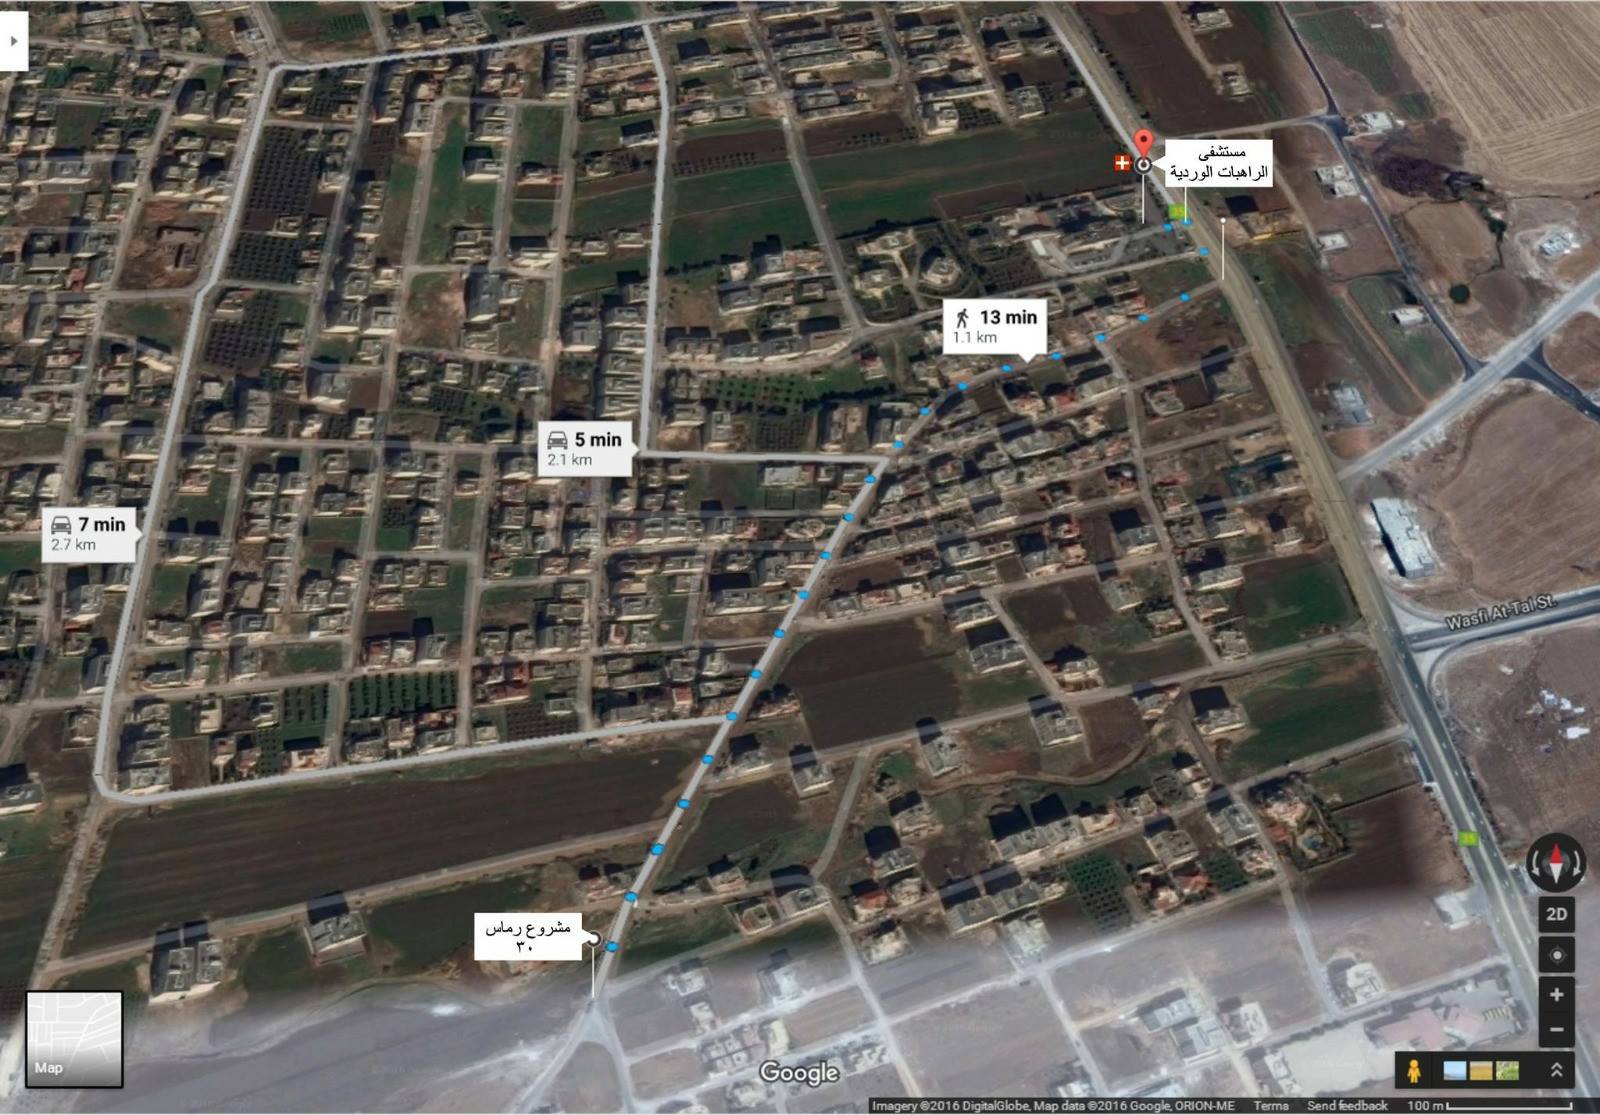 مستشفى
الراهبات الوردية
35
13 min
1.1 km
5 min
2.1 km
7 min
2.7 km
Wasfi At-Tal St.
35
مشروع رماس
٣٠
2D
Map
Google
Imagery ©2016 DigitalGlobe, Map data ©2016 Google, ORION-ME Terms Send feedback 100 m